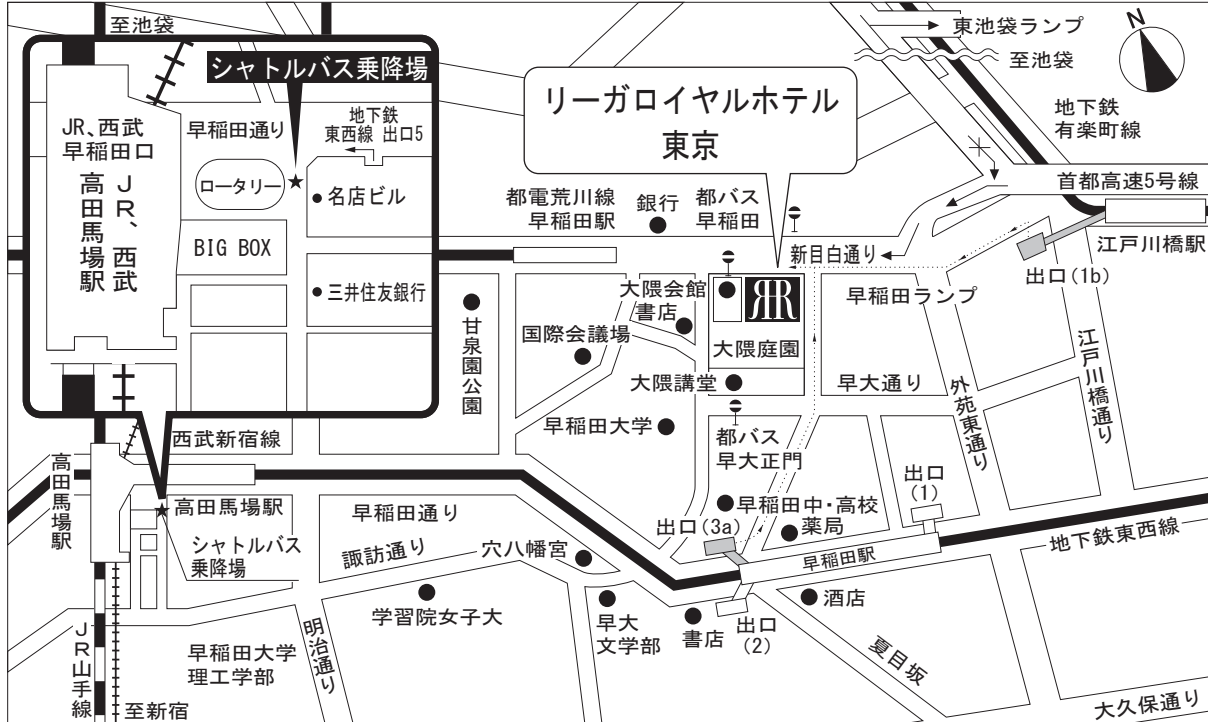 至池袋
シャトルバス乗降場
JR、西武
早稲田口
JR、西武
高田馬場駅
早稲田通り
地下鉄
東西線 出口5
ロータリー
名店ビル
BIG BOX
三井住友銀行
リーガロイヤルホテル
東京
東池袋ランプ
至池袋
N
地下鉄
有楽町線
首都高速5号線
江戸川橋駅
出口
(1b)
都電荒川線
早稲田駅
銀行
都バス
早稲田
新目白通り
早稲田ランプ
大隈会館
書店
R
大隈庭園
国際会議場
甘泉園公園
大隈講堂
早大通り
外苑東通り
江戸川橋通り
早稲田大学
都バス
早大正門
西武新宿線
高田馬場駅
高田馬場駅
シャトルバス
乗降場
早稲田通り
諏訪通り
穴八幡宮
出口(3a)
早稲田中・高校
薬局
出口
(1)
早稲田駅
地下鉄東西線
学習院女子大
早大
文学部
書店
出口
(2)
酒店
夏目坂
大久保通り
明治通り
早稲田大学
理工学部
JR山手線
至新宿